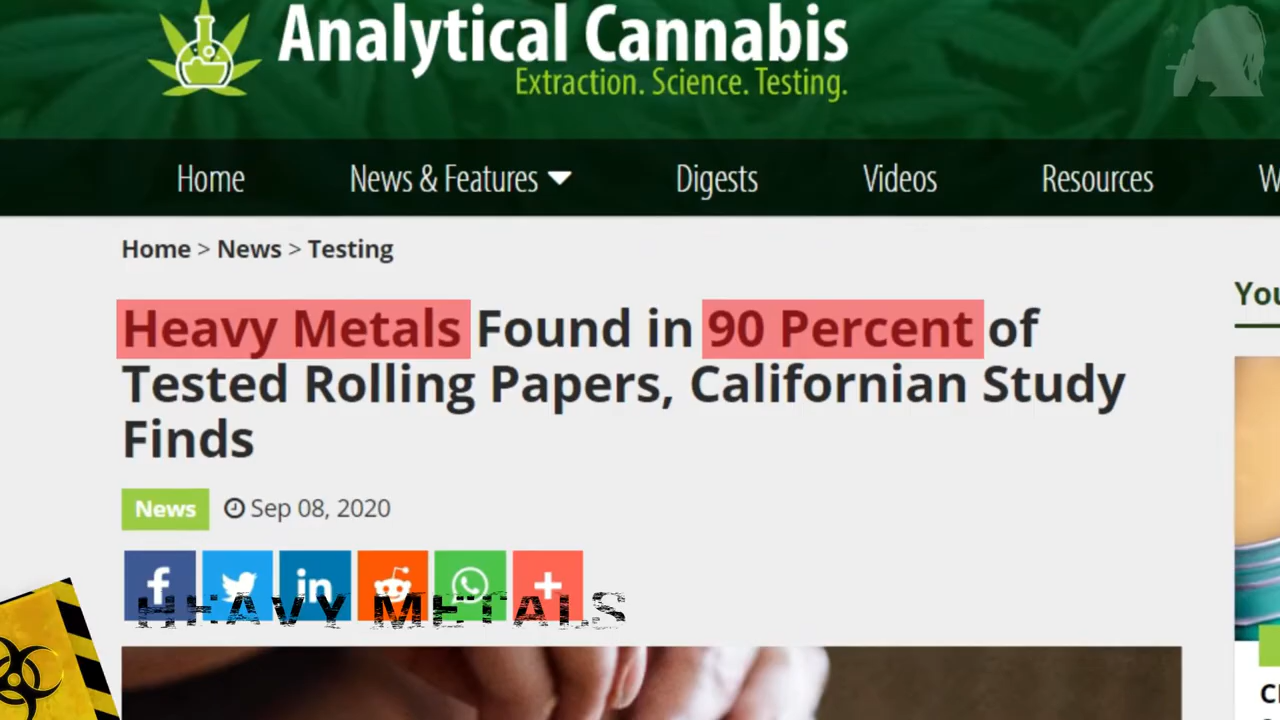 Analytical Cannabis
Extraction. Science. Testing.
Home News & Features Digests Videos Resources
Home > News > Testing
Heavy Metals Found in 90 Percent of
Tested Rolling Papers, Californian Study
Finds
News Sep 08, 2020
HEAVY METALS